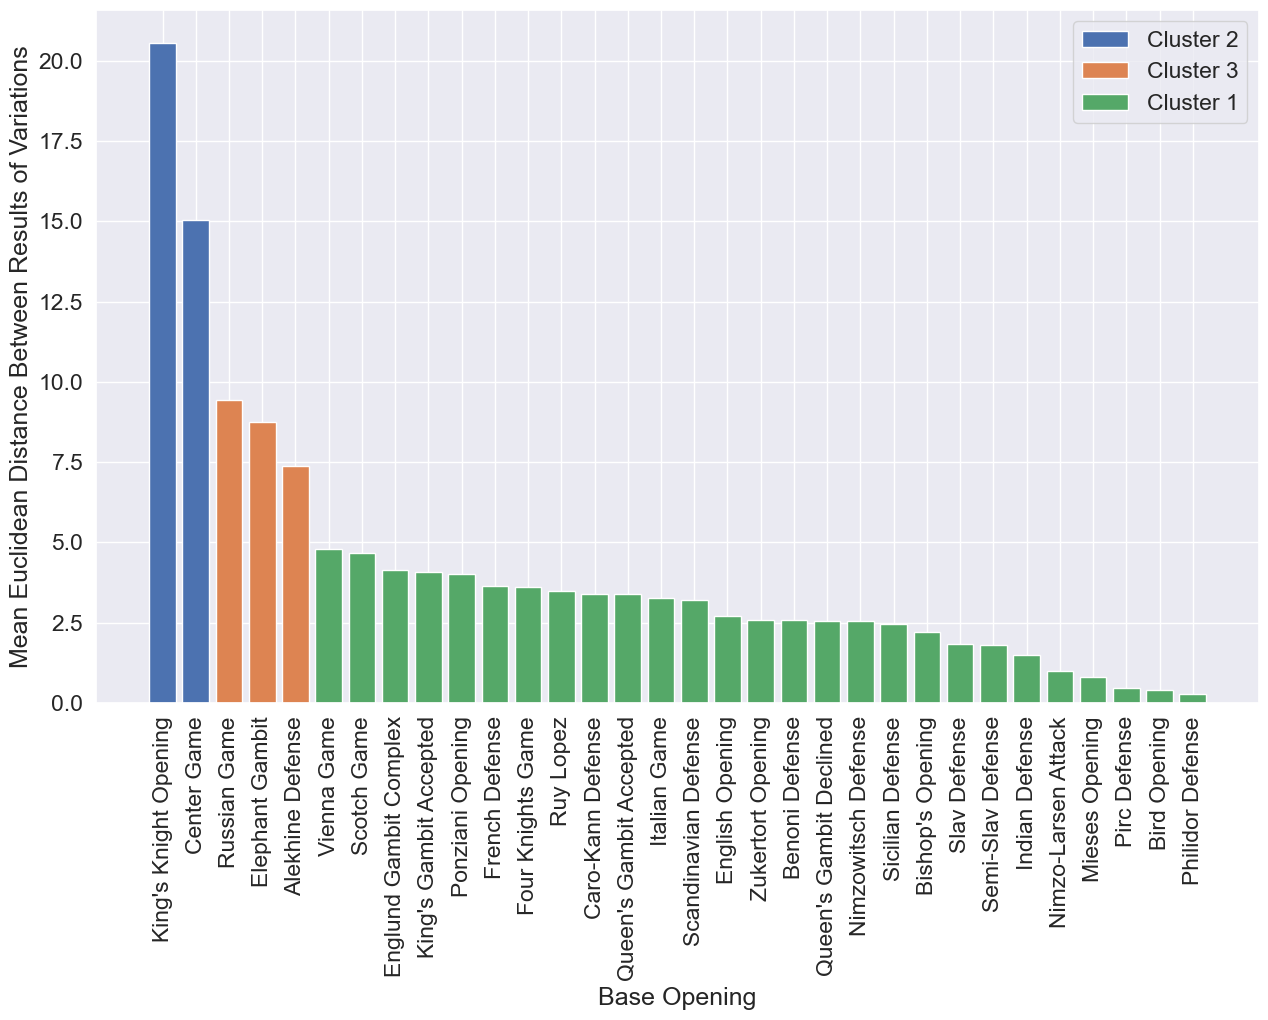 Mean Euclidean Distance Between Results of Variations
20.0
17.5
15.0
12.5
10.0
7.5
5.0
2.5
0.0
Cluster 2
Cluster 3
Cluster 1
King's Knight Opening
Center Game
Russian Game
Elephant Gambit
Alekhine Defense
Vienna Game
Scotch Game
Englund Gambit Complex
King's Gambit Accepted
Ponziani Opening
French Defense
Four Knights Game
Ruy Lopez
Caro-Kann Defense
Queen's Gambit Accepted
Italian Game
Scandinavian Defense
English Opening
Zukertort Opening
Benoni Defense
Queen's Gambit Declined
Nimzowitsch Defense
Sicilian Defense
Bishop's Opening
Slav Defense
Semi-Slav Defense
Indian Defense
Nimzo-Larsen Attack
Mieses Opening
Pirc Defense
Bird Opening
Philidor Defense
Base Opening